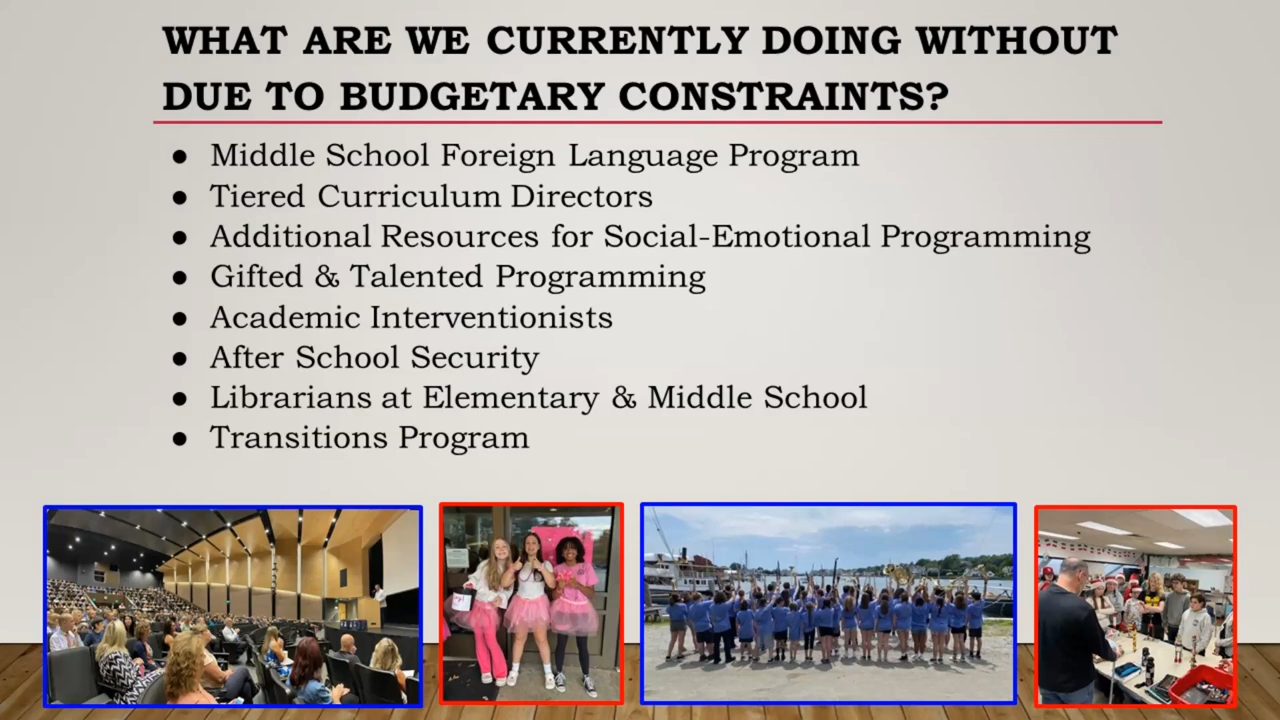 WHAT ARE WE CURRENTLY DOING WITHOUT
DUE TO BUDGETARY CONSTRAINTS?
● Middle School Foreign Language Program
● Tiered Curriculum Directors
● Additional Resources for Social-Emotional Programming
● Gifted & Talented Programming
● Academic Interventionists
● After School Security
● Librarians at Elementary & Middle School
● Transitions Program